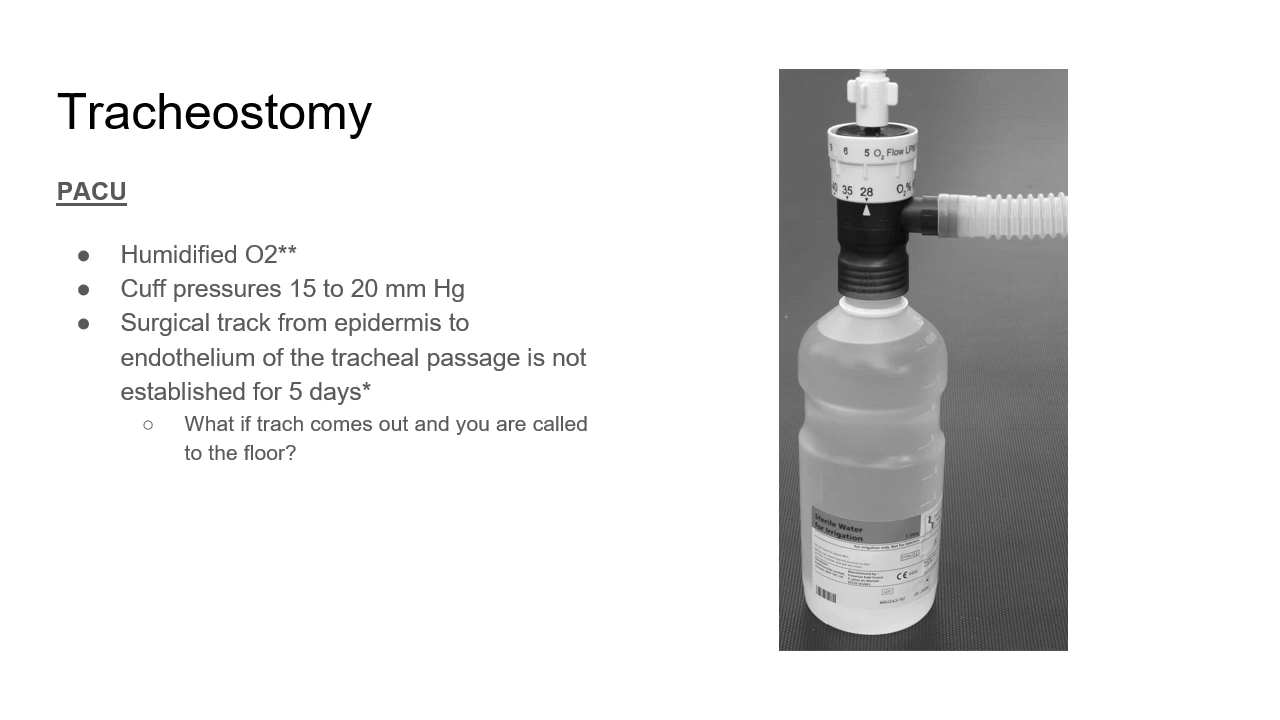 Tracheostomy
PACU
● Humidified O2**
● Cuff pressures 15 to 20 mm Hg
● Surgical track from epidermis to
endothelium of the tracheal passage is not
established for 5 days*
○ What if trach comes out and you are called
to the floor?
6 5 O2 Flow LPM
40 35 28 O2%
Sterile Water
for Irrigation